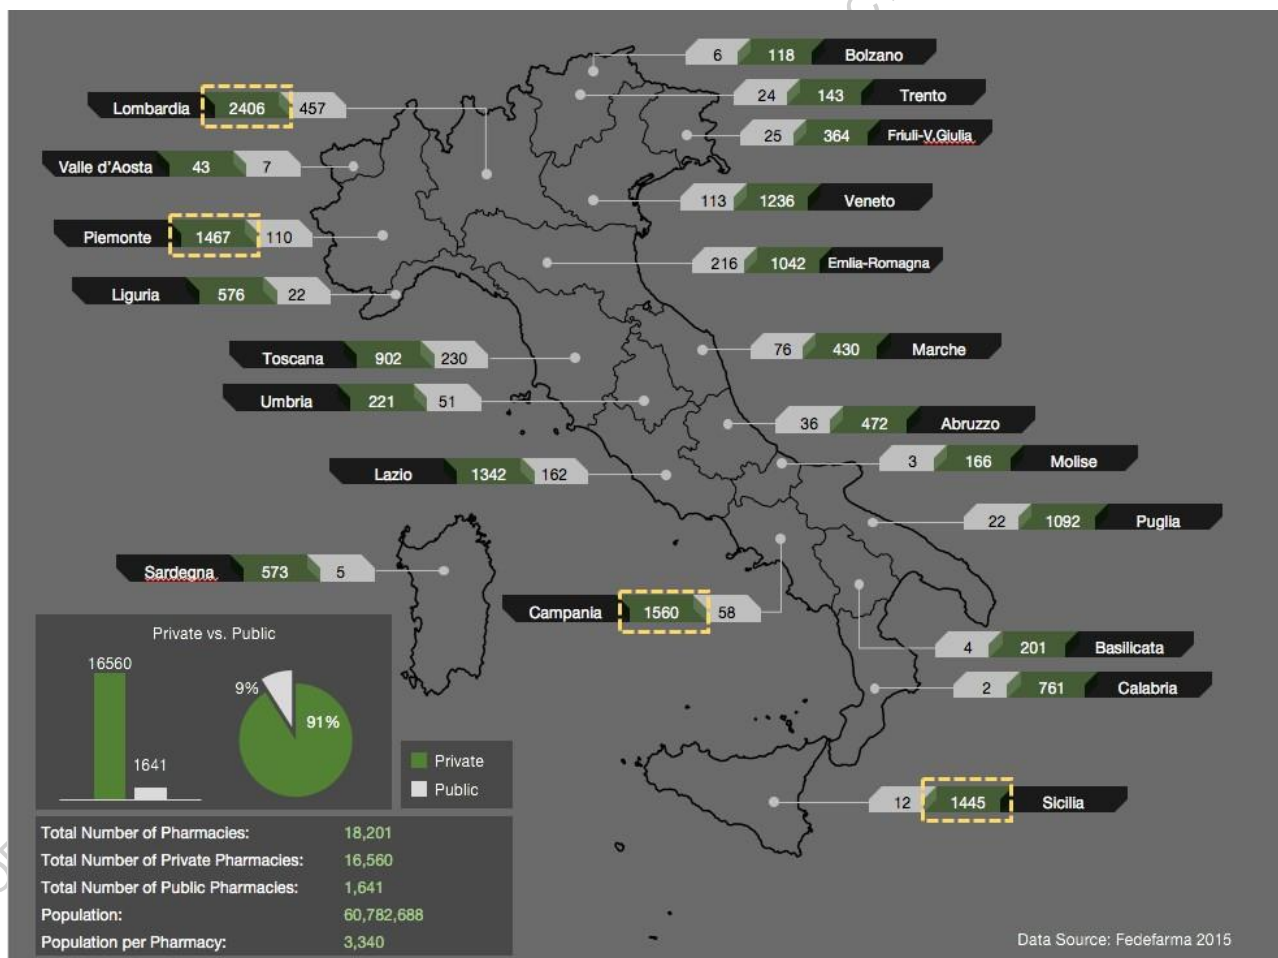 6 118 Bolzano
Lombardia 2406 457
24 143 Trento
25 364 Friuli-V.Giulia
Valle d'Aosta 43 7
113 1236 Veneto
Piemonte 1467 110
216 1042 Emlia-Romagna
Liguria 576 22
Toscana 902 230
76 430 Marche
Umbria 221 51
36 472 Abruzzo
Lazio 1342 162
3 166 Molise
22 1092 Puglia
Sardegna 573 5
Campania 1560 58
4 201 Basilicata
2 761 Calabria
12 1445 Sicilia
Private vs. Public
16560
1641
9%
91%
Private
Public
Total Number of Pharmacies: 18,201
Total Number of Private Pharmacies: 16,560
Total Number of Public Pharmacies: 1,641
Population: 60,782,688
Population per Pharmacy: 3,340
Data Source: Fedefarma 2015